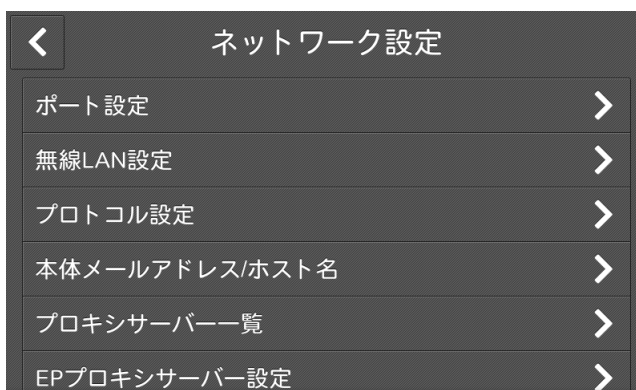 ネットワーク設定
ポート設定
無線LAN設定
プロトコル設定
本体メールアドレス/ホスト名
プロキシサーバー一覧
EPプロキシサーバー設定